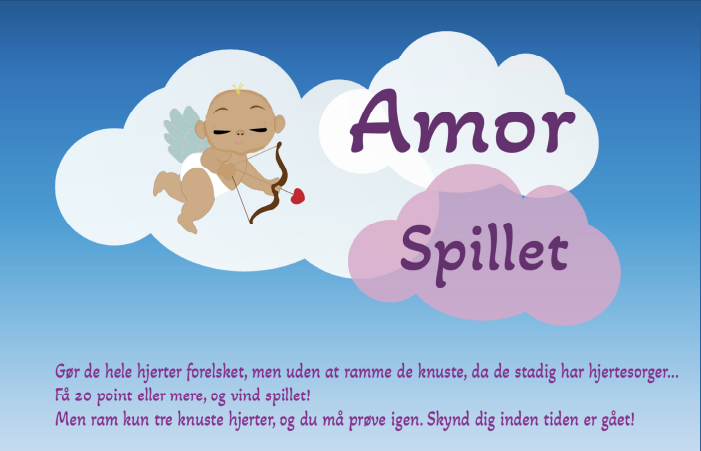 Amor
Spillet
Gør de hele hjerter forelsket, men uden at ramme de knuste, da de stadig har hjertesorger...
Få 20 point eller mere, og vind spillet!
Men ram kun tre knuste hjerter, og du må prøve igen. Skynd dig inden tiden er gået!